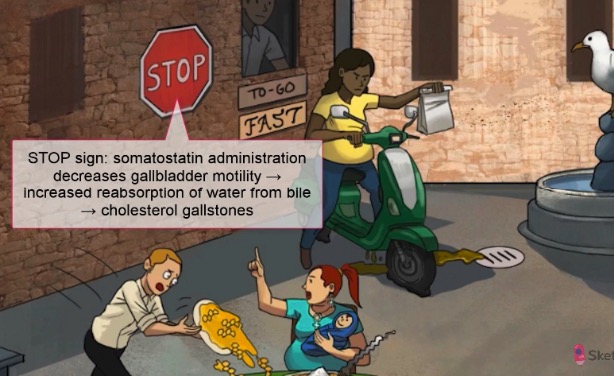 STOP
TO-GO
FAST
STOP sign: somatostatin administration
decreases gallbladder motility →
increased reabsorption of water from bile
→ cholesterol gallstones
Sket